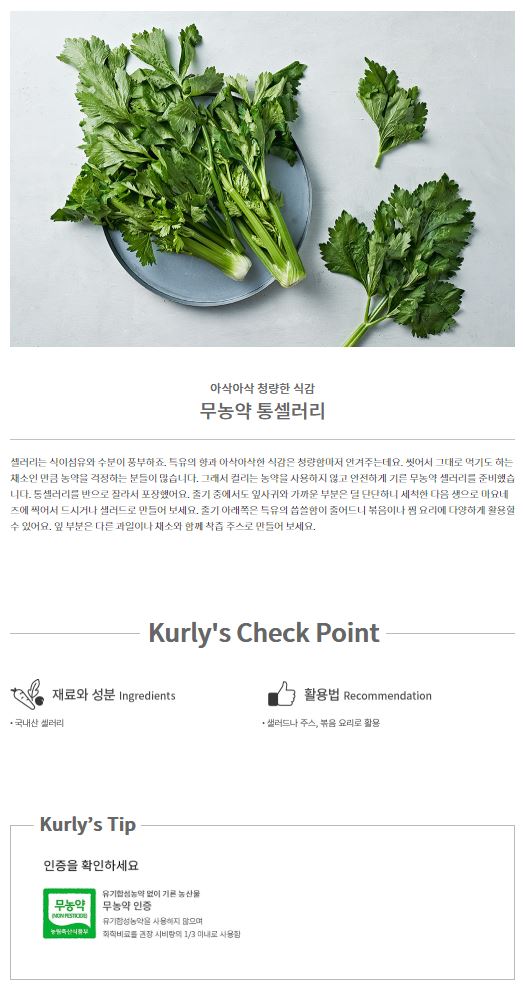 아삭아삭 청량한 식감
무농약 통셀러리
셀러리는 식이섬유와 수분이 풍부하죠. 특유의 향과 아삭아삭한 식감은 청량함마저 안겨주는데요. 씻어서 그대로 먹기도 하는
채소인 만큼 농약을 걱정하는 분들이 많습니다. 그래서 컬리는 농약을 사용하지 않고 안전하게 기른 무농약 셀러리를 준비했습
니다. 통셀러리를 반으로 잘라서 포장했어요. 줄기 중에서도 잎사귀와 가까운 부분은 덜 단단하니 세척한 다음 생으로 마요네
즈에 찍어서 드시거나 샐러드로 만들어 보세요. 줄기 아래쪽은 특유의 씁쓸함이 줄어드니 볶음이나 찜 요리에 다양하게 활용할
수 있어요. 잎 부분은 다른 과일이나 채소와 함께 착즙 주스로 만들어 보세요.
Kurly's Check Point
재료와 성분 Ingredients
활용법 Recommendation
• 국내산 셀러리
• 샐러드나 주스, 볶음 요리로 활용
Kurly’s Tip
인증을 확인하세요
무농약
(NON PESTICIDE)
농림축산식품부
유기합성농약 없이 기른 농산물
무농약 인증
유기합성농약을 사용하지 않으며
화학비료를 권장 시비량의 1/3 이내로 사용함